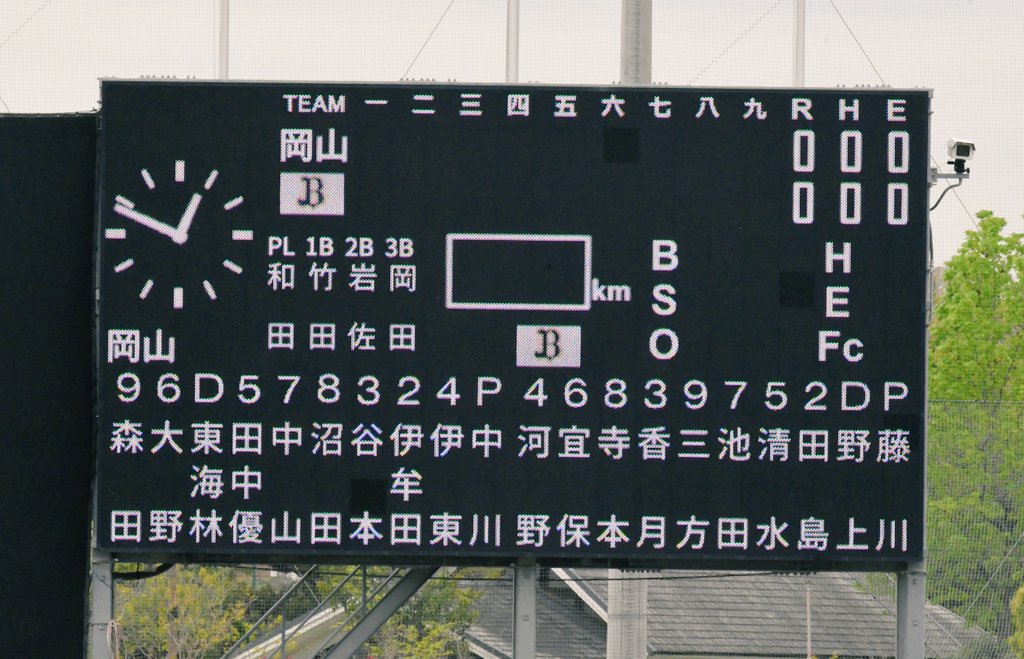 TEAM 一 二 三 四 五 六 七 八 九 R H E
岡山 0 0 0
B 0 0 0
PL 1B 2B 3B
和田 竹田 岩佐 岡田
km
B
S
O
H
E
Fc
岡山 B
9 6 D 5 7 8 3 2 4 P 4 6 8 3 9 7 5 2 D P
森田 大野 東海林 田中優 中山 沼田 谷本 伊牟田 伊東 中川 河野 宜保 寺本 香月 三方 池田 清水 田島 野上 藤川